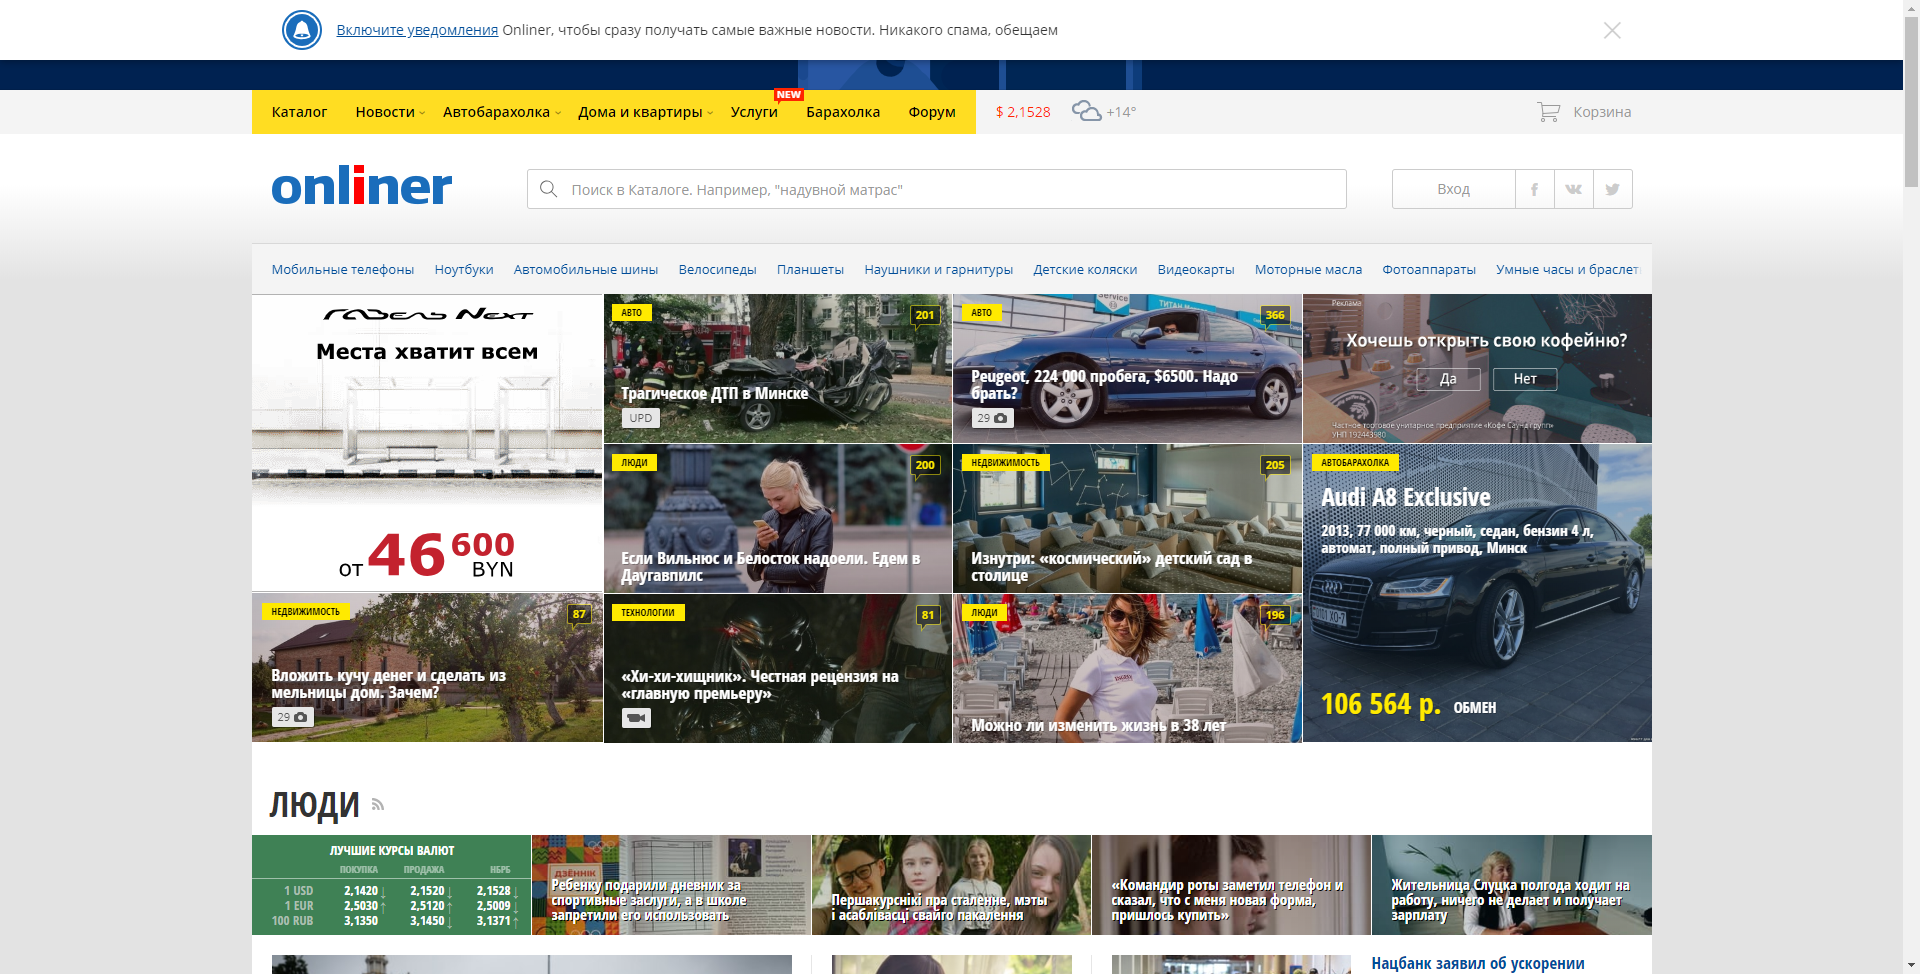 Включите уведомления Onliner, чтобы сразу получать самые важные новости. Никакого спама, обещаем
Каталог Новости Автобарахолка Дома и квартиры Услуги NEW Барахолка Форум $ 2,1528 +14° Корзина
onliner
Поиск в Каталоге. Например, "надувной матрас"
Вход
Мобильные телефоны Ноутбуки Автомобильные шины Велосипеды Планшеты Наушники и гарнитуры Детские коляски Видеокарты Моторные масла Фотоаппараты Умные часы и браслет
ГАЗель Next
Места хватит всем
от 46 600
BYN
АВТО
201
Трагическое ДТП в Минске
UPD
АВТО
366
Service
Peugeot, 224 000 пробега, $6500. Надо
брать?
29
Реклама
Хочешь открыть свою кофейню?
Да Нет
Частное торговое унитарное предприятие «Кофе Саунд групп»
УНП 192443980
ЛЮДИ
200
Если Вильнюс и Белосток надоели. Едем в
Даугавпилс
НЕДВИЖИМОСТЬ
205
Изнутри: «космический» детский сад в
столице
АВТОБАРАХОЛКА
Audi A8 Exclusive
2013, 77 000 км, черный, седан, бензин 4 л,
автомат, полный привод, Минск
106 564 р. ОБМЕН
НЕДВИЖИМОСТЬ
87
Вложить кучу денег и сделать из
мельницы дом. Зачем?
29
ТЕХНОЛОГИИ
81
«Хи-хи-хищник». Честная рецензия на
«главную премьеру»
ЛЮДИ
196
Можно ли изменить жизнь в 38 лет
ЛЮДИ
ЛУЧШИЕ КУРСЫ ВАЛЮТ
ПОКУПКА ПРОДАЖА НБРБ
1 USD 2,1420 2,1520 2,1528
1 EUR 2,5030 2,5120 2,5009
100 RUB 3,1350 3,1450 3,1371
ДЗЁННІК
Ребенку подарили дневник за
спортивные заслуги, а в школе
запретили его использовать
Першакурснікі пра сталенне, мэты
і асаблівасці свайго пакалення
«Командир роты заметил телефон и
сказал, что с меня новая форма,
пришлось купить»
Жительница Слуцка полгода ходит на
работу, ничего не делает и получает
зарплату
Нацбанк заявил об ускорении